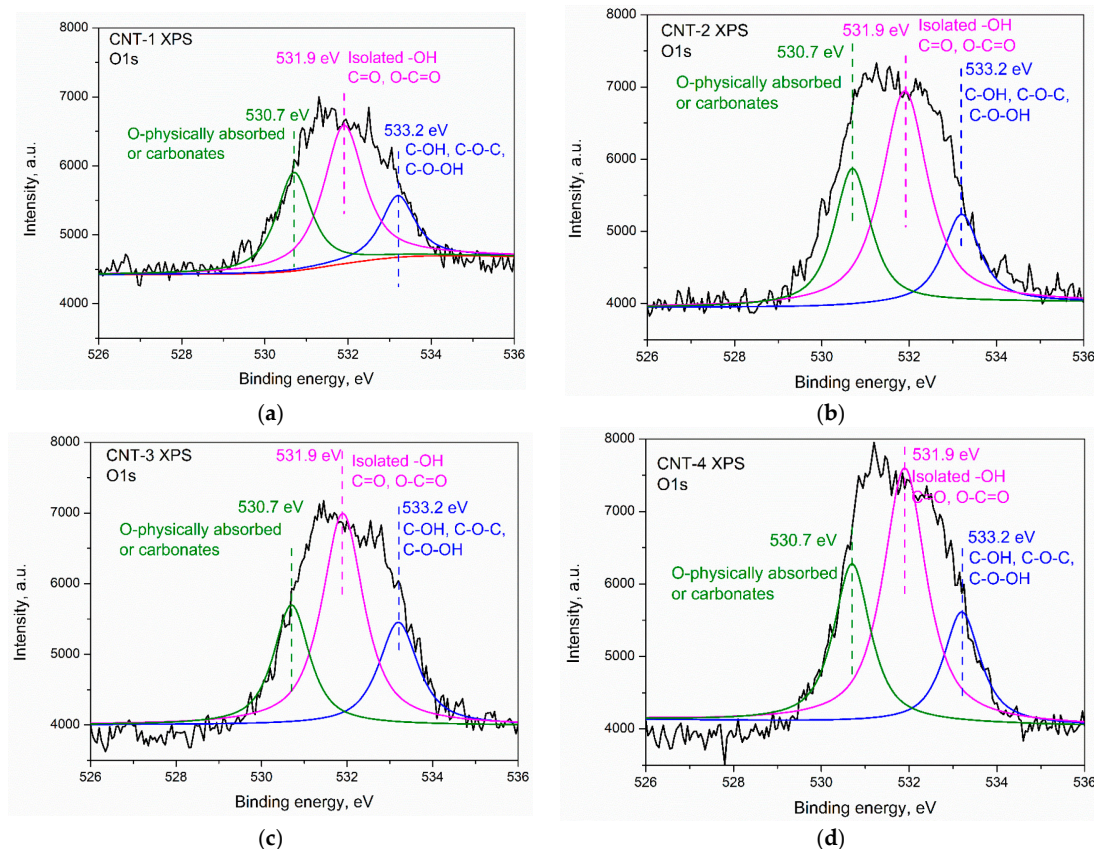 CNT-1 XPS
O1s
530.7 eV
O-physically absorbed
or carbonates
531.9 eV
Isolated -OH
C=O, O-C=O
533.2 eV
C-OH, C-O-C,
C-O-OH
8000
7000
6000
5000
4000
Intensity, a.u.
526 528 530 532 534 536
Binding energy, eV
(a)
CNT-2 XPS
O1s
530.7 eV
O-physically absorbed
or carbonates
531.9 eV
Isolated -OH
C=O, O-C=O
533.2 eV
C-OH, C-O-C,
C-O-OH
8000
7000
6000
5000
4000
Intensity, a.u.
526 528 530 532 534 536
Binding energy, eV
(b)
CNT-3 XPS
O1s
530.7 eV
O-physically absorbed
or carbonates
531.9 eV
Isolated -OH
C=O, O-C=O
533.2 eV
C-OH, C-O-C,
C-O-OH
8000
7000
6000
5000
4000
Intensity, a.u.
526 528 530 532 534 536
Binding energy, eV
(c)
CNT-4 XPS
O1s
530.7 eV
O-physically absorbed
or carbonates
531.9 eV
Isolated -OH
C=O, O-C=O
533.2 eV
C-OH, C-O-C,
C-O-OH
8000
7000
6000
5000
4000
Intensity, a.u.
526 528 530 532 534 536
Binding energy, eV
(d)